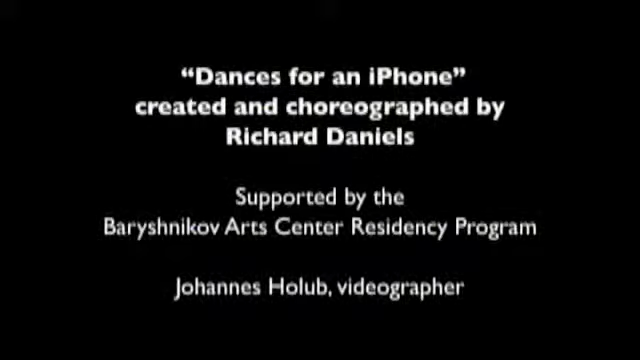 “Dances for an iPhone”
created and choreographed by
Richard Daniels
Supported by the
Baryshnikov Arts Center Residency Program
Johannes Holub, videographer